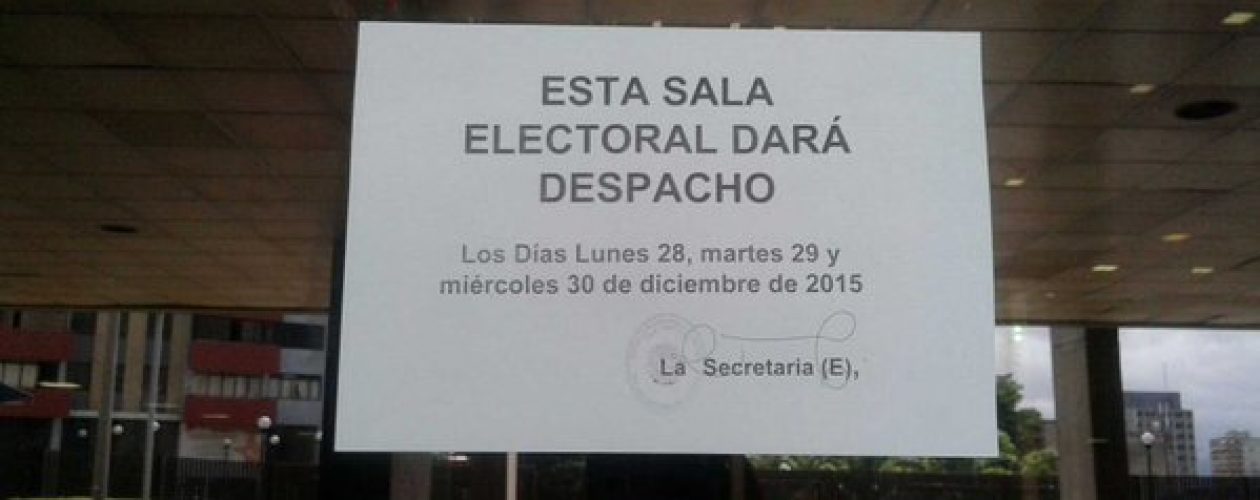 ESTA SALA
ELECTORAL DARÁ
DESPACHO
Los Días Lunes 28, martes 29 y
miércoles 30 de diciembre de 2015
La Secretaria (E),